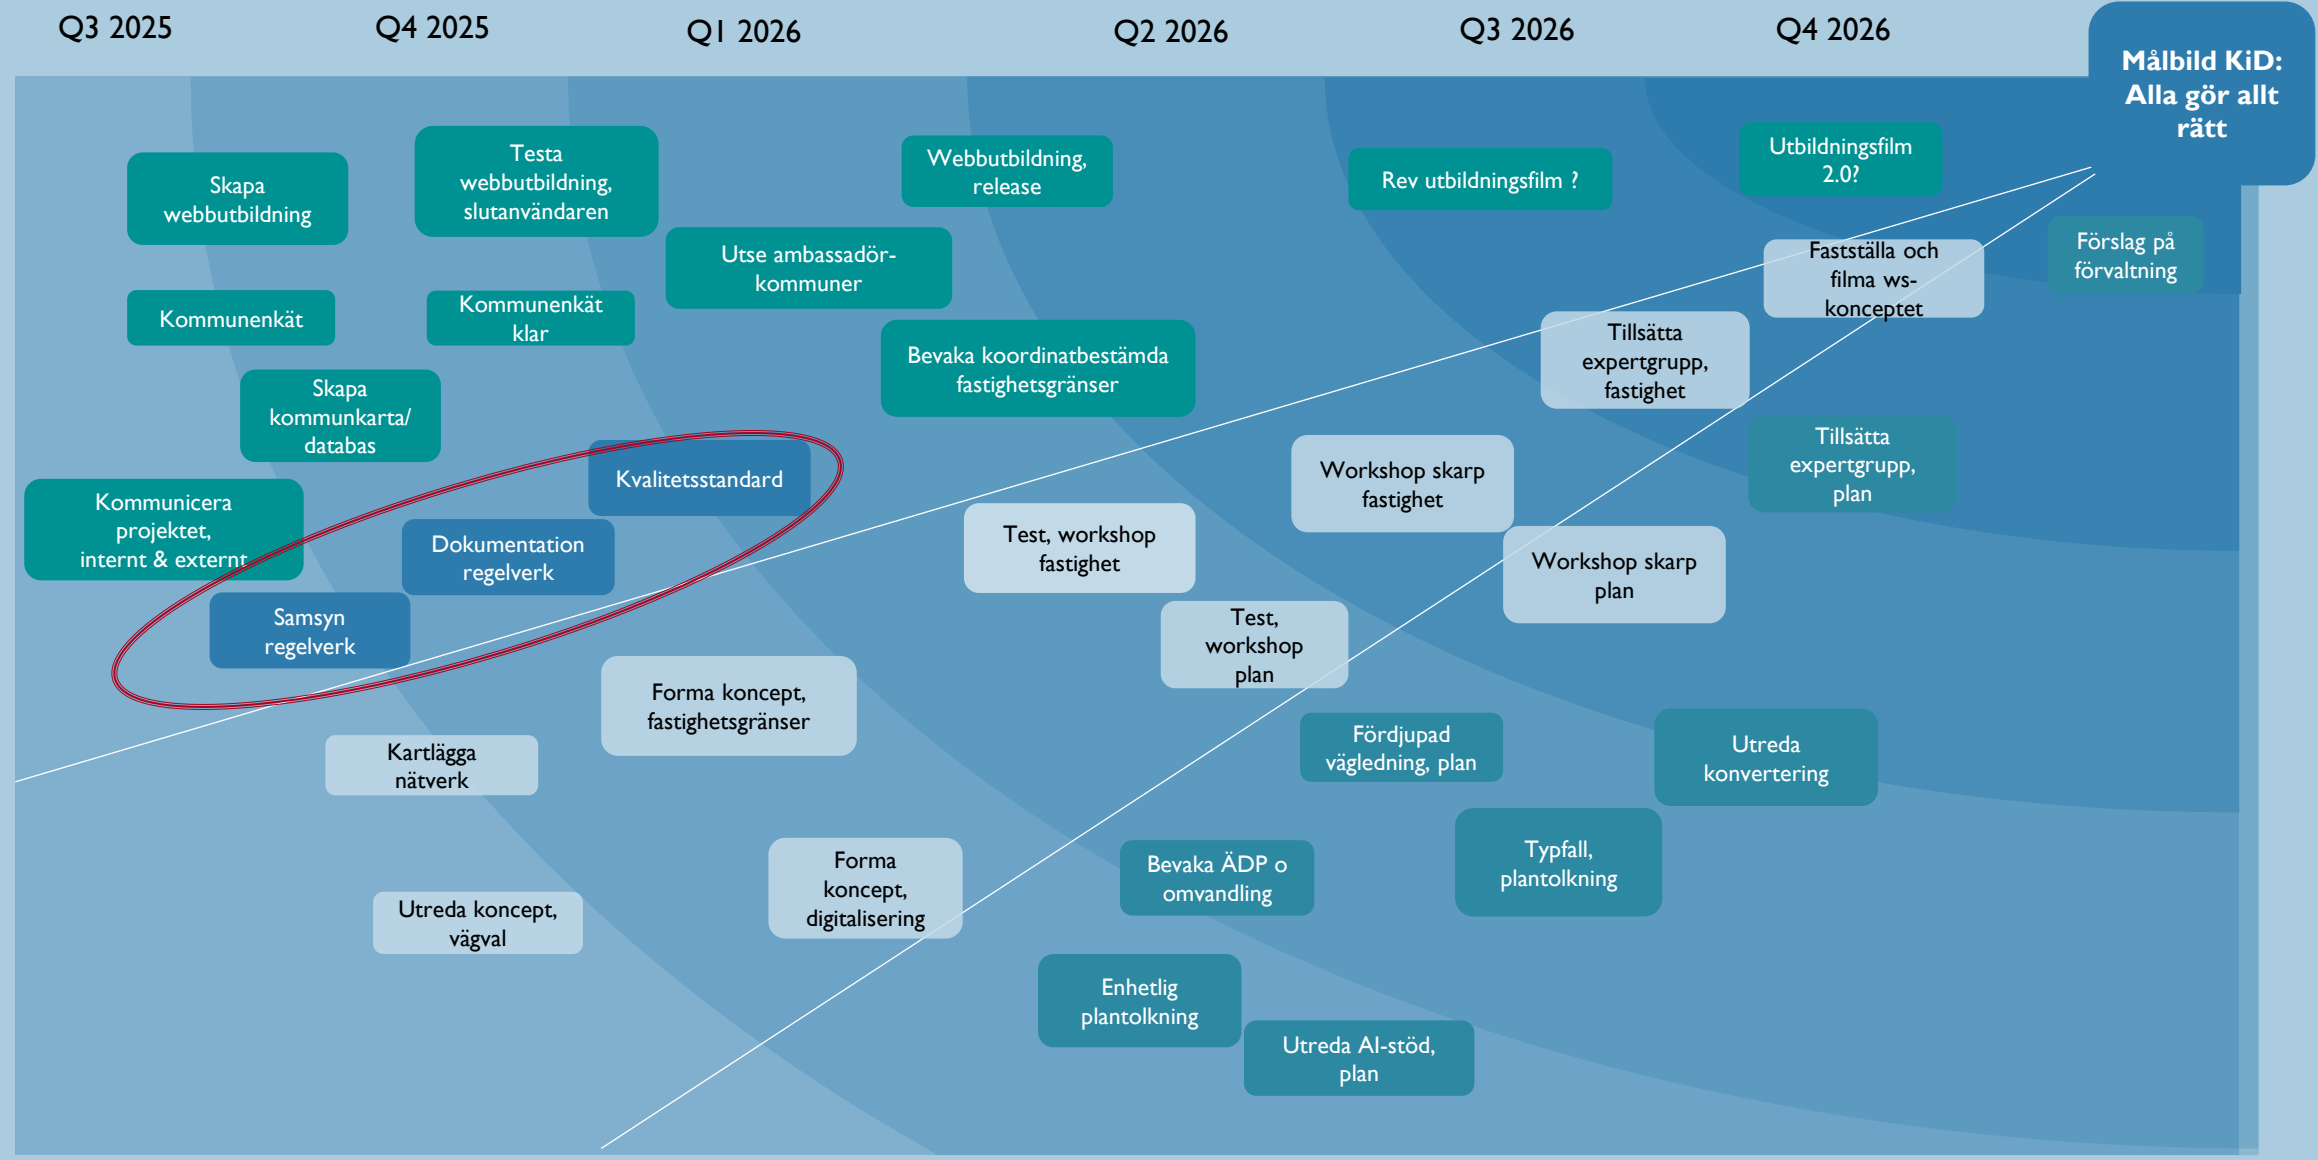 Q3 2025
Q4 2025
Q1 2026
Q2 2026
Q3 2026
Q4 2026
Målbild KiD:
Alla gör allt
rätt
Skapa
webbutbildning
Testa
webbutbildning,
slutanvändaren
Webbutbildning,
release
Rev utbildningsfilm ?
Utbildningsfilm
2.0?
Utse ambassadör-
kommuner
Fastställa och
filma ws-
konceptet
Förslag på
förvaltning
Kommunenkät
Kommunenkät
klar
Bevaka koordinatbestämda
fastighetsgränser
Tillsätta
expertgrupp,
fastighet
Skapa
kommunkarta/
databas
Kvalitetsstandard
Workshop skarp
fastighet
Tillsätta
expertgrupp,
plan
Kommunicera
projektet,
internt & externt
Dokumentation
regelverk
Test, workshop
fastighet
Workshop skarp
plan
Samsyn
regelverk
Test,
workshop
plan
Forma koncept,
fastighetsgränser
Kartlägga
nätverk
Fördjupad
vägledning, plan
Utreda
konvertering
Forma
koncept,
digitalisering
Bevaka ÄDP o
omvandling
Typfall,
plantolkning
Utreda koncept,
vägval
Enhetlig
plantolkning
Utreda AI-stöd,
plan